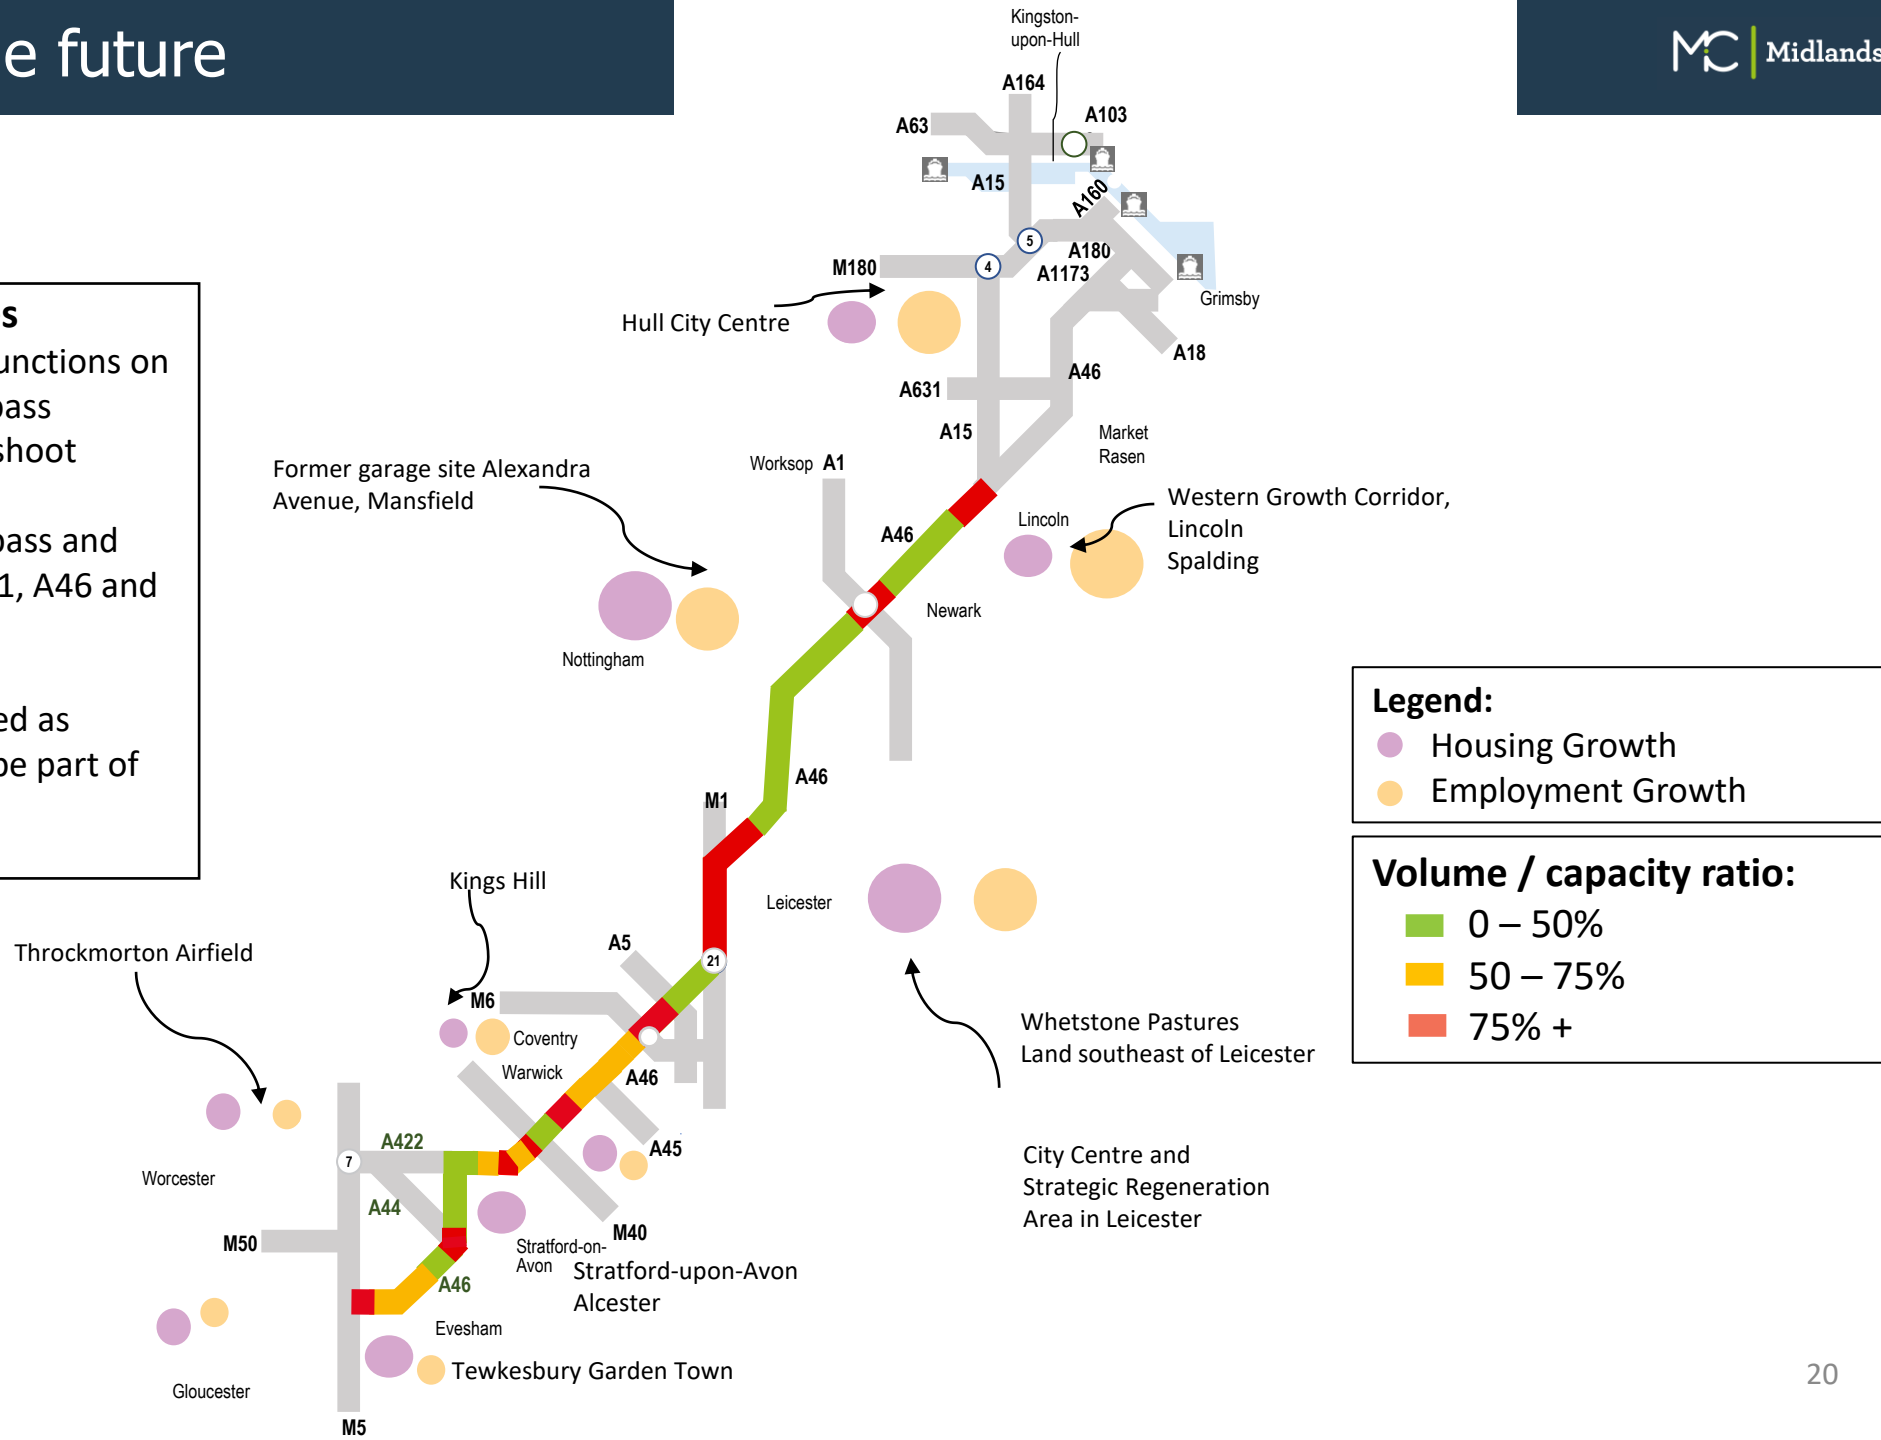 e future
MiC Midlands
s
unctions on
pass
shoot
pass and
1, A46 and
ed as
be part of
Kingston-
upon-Hull
A164
A63
A103
A15
A160
5
A180
M180
4
A1173
Grimsby
Hull City Centre
A18
A631
A46
A15
Market
Rasen
Worksop A1
Former garage site Alexandra
Avenue, Mansfield
Western Growth Corridor,
Lincoln
Spalding
Lincoln
A46
Newark
Nottingham
Legend:
Housing Growth
Employment Growth
A46
M1
Volume / capacity ratio:
0 – 50%
50 – 75%
75% +
Kings Hill
Leicester
Throckmorton Airfield
A5
21
M6
Coventry
Warwick
A46
Whetstone Pastures
Land southeast of Leicester
A422
A45
7
Worcester
A44
City Centre and
Strategic Regeneration
Area in Leicester
M50
M40
Stratford-on-
Avon
Stratford-upon-Avon
Alcester
A46
Evesham
Tewkesbury Garden Town
Gloucester
M5
20